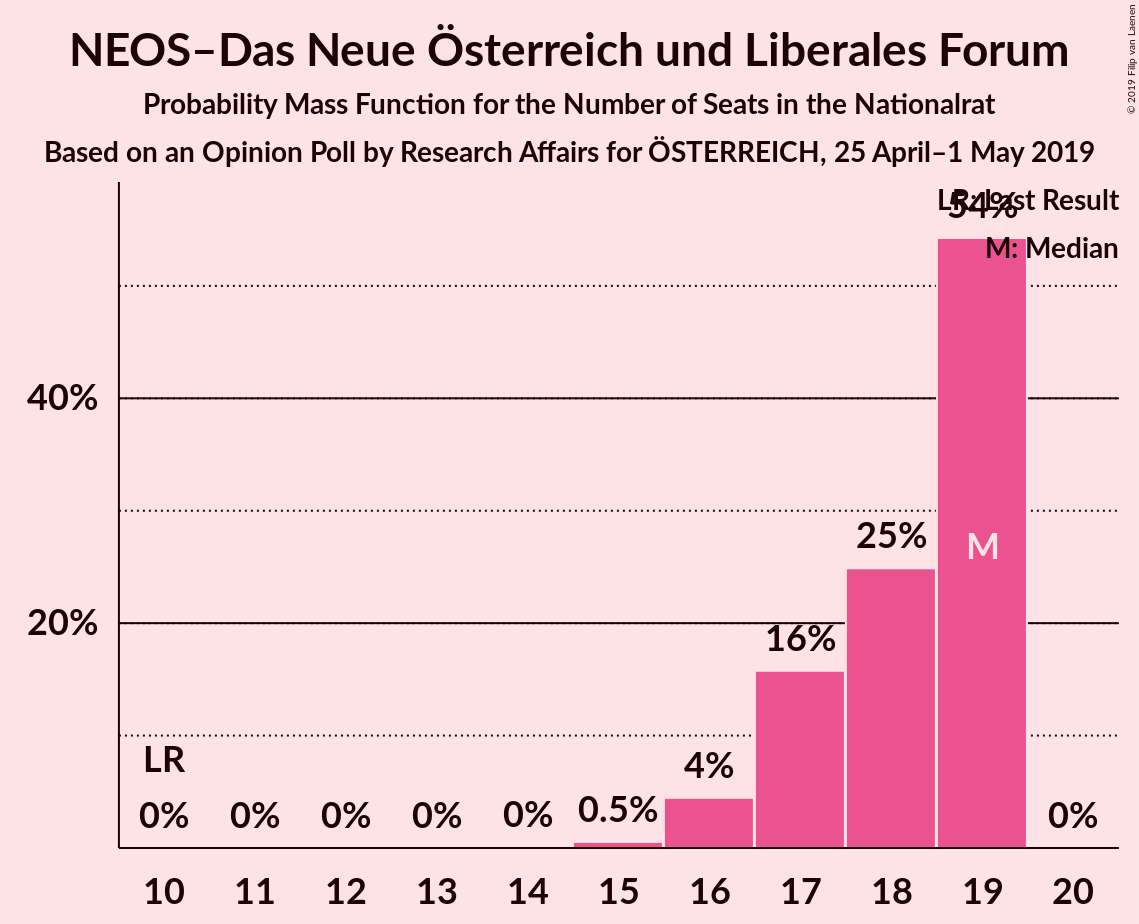 NEOS–Das Neue Österreich und Liberales Forum
Probability Mass Function for the Number of Seats in the Nationalrat
Based on an Opinion Poll by Research Affairs for ÖSTERREICH, 25 April–1 May 2019
© 2019 Filip van Laenen
LR: Last Result
54%
M: Median
40%
M
25%
20%
16%
LR
4%
0% 0% 0% 0% 0% 0.5% 0%
10 11 12 13 14 15 16 17 18 19 20